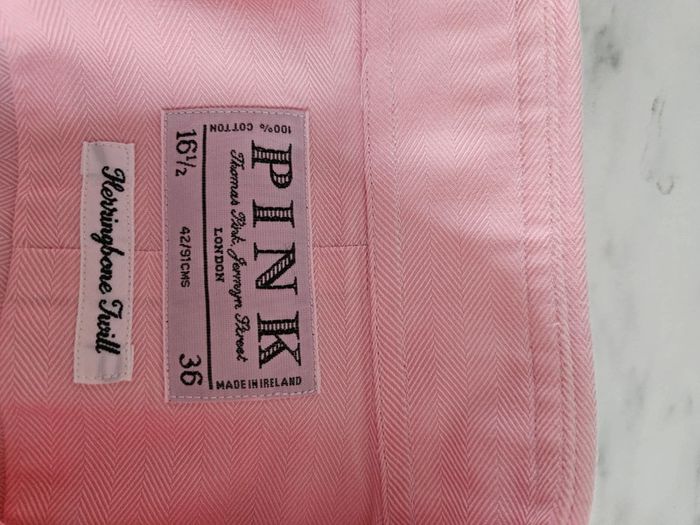 PINK
Thomas Pink, Jermyn Street
LONDON
100% COTTON
MADE IN IRELAND
16½
42/91CMS
36
Herringbone Twill